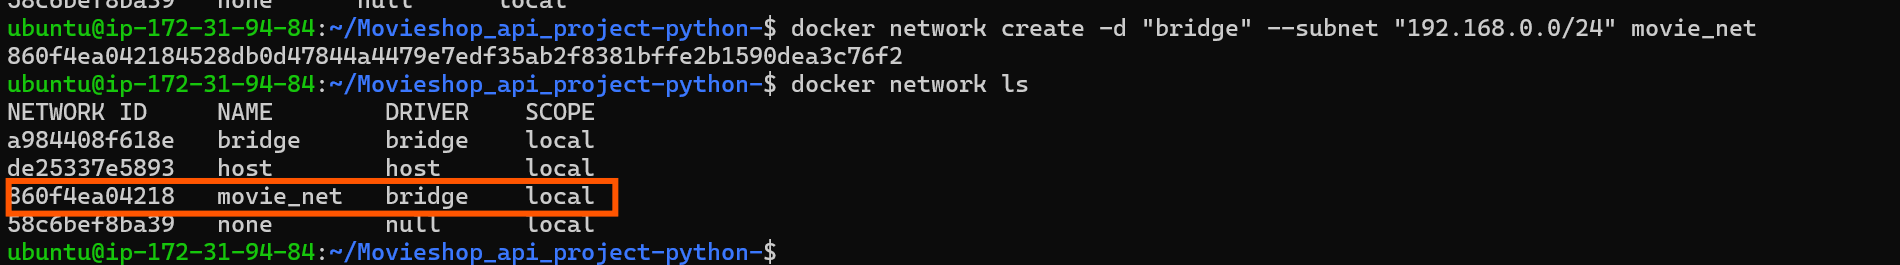 58c6bef8ba39   none      null      local
ubuntu@ip-172-31-94-84:~/Movieshop_api_project-python-$ docker network create -d "bridge" --subnet "192.168.0.0/24" movie_net
860f4ea042184528db0d47844a4479e7edf35ab2f8381bffe2b1590dea3c76f2
ubuntu@ip-172-31-94-84:~/Movieshop_api_project-python-$ docker network ls
NETWORK ID     NAME        DRIVER    SCOPE
a984408f618e   bridge      bridge    local
de25337e5893   host        host      local
860f4ea04218   movie_net   bridge    local
58c6bef8ba39   none        null      local
ubuntu@ip-172-31-94-84:~/Movieshop_api_project-python-$